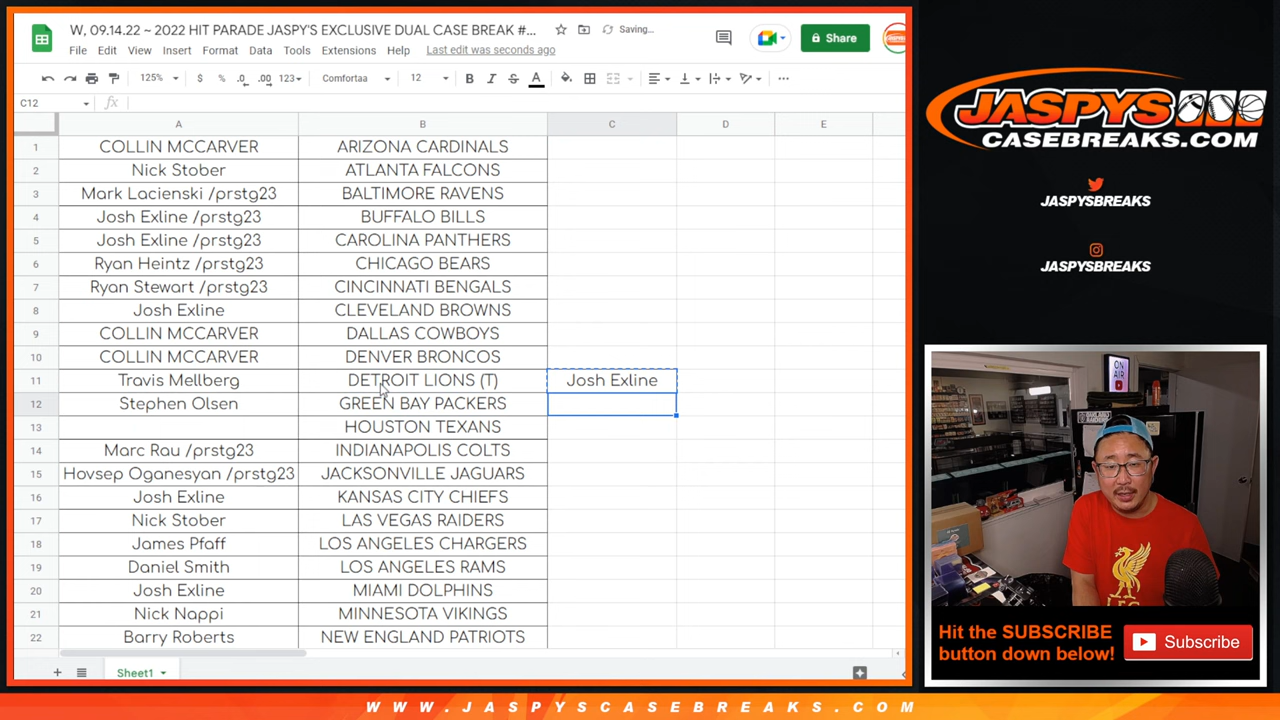 W, 09.14.22 ~ 2022 HIT PARADE JASPY'S EXCLUSIVE DUAL CASE BREAK #...
Saving...
File Edit View Insert Format Data Tools Extensions Help Last edit was seconds ago
Share
125% $ % .0 .00 123 Comfortaa 12 B I S A
C12 fx
A B C D E
1 COLLIN MCCARVER ARIZONA CARDINALS
2 Nick Stober ATLANTA FALCONS
3 Mark Lacienski /prstg23 BALTIMORE RAVENS
4 Josh Exline /prstg23 BUFFALO BILLS
5 Josh Exline /prstg23 CAROLINA PANTHERS
6 Ryan Heintz /prstg23 CHICAGO BEARS
7 Ryan Stewart /prstg23 CINCINNATI BENGALS
8 Josh Exline CLEVELAND BROWNS
9 COLLIN MCCARVER DALLAS COWBOYS
10 COLLIN MCCARVER DENVER BRONCOS
11 Travis Mellberg DETROIT LIONS (T) Josh Exline
12 Stephen Olsen GREEN BAY PACKERS
13 HOUSTON TEXANS
14 Marc Rau /prstg23 INDIANAPOLIS COLTS
15 Hovsep Oganesyan /prstg23 JACKSONVILLE JAGUARS
16 Josh Exline KANSAS CITY CHIEFS
17 Nick Stober LAS VEGAS RAIDERS
18 James Pfaff LOS ANGELES CHARGERS
19 Daniel Smith LOS ANGELES RAMS
20 Josh Exline MIAMI DOLPHINS
21 Nick Nappi MINNESOTA VIKINGS
22 Barry Roberts NEW ENGLAND PATRIOTS
Sheet1
JASPYS
CASEBREAKS.COM
JASPYSBREAKS
JASPYSBREAKS
ON AIR
Hit the SUBSCRIBE
button down below!
Subscribe
WWW.JASPYSCASEBREAKS.COM